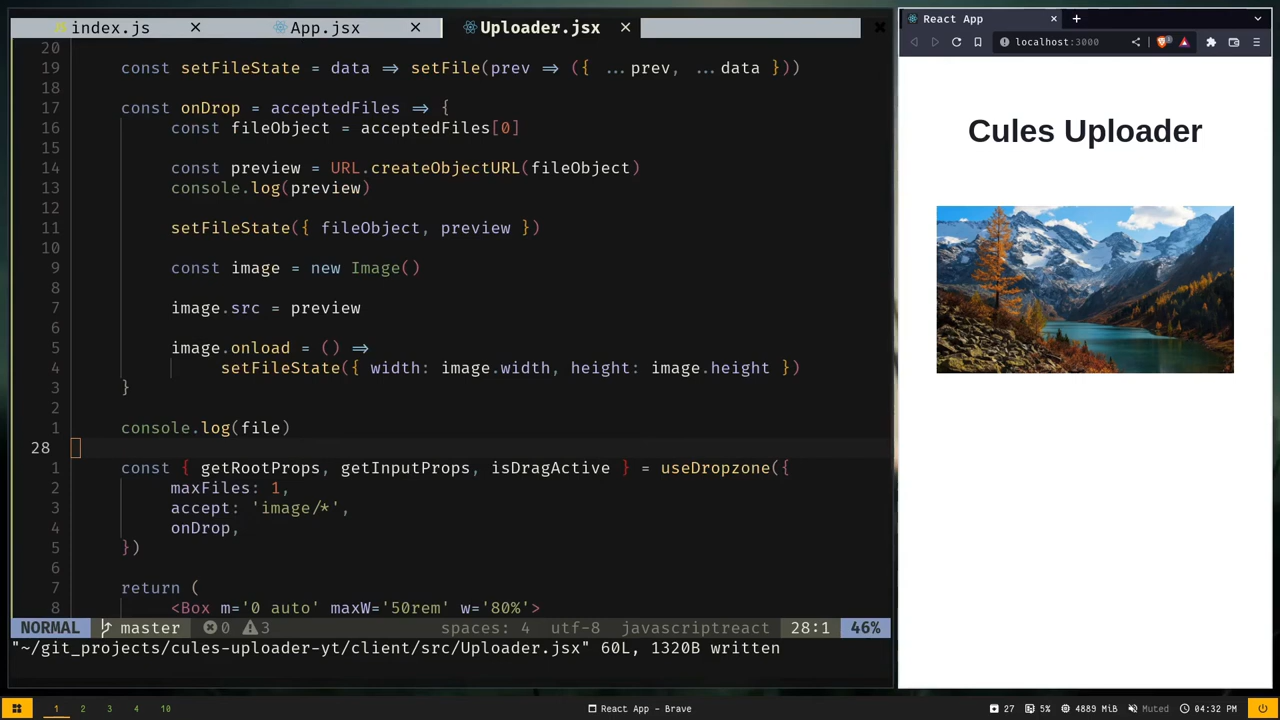 index.js
App.jsx
Uploader.jsx
React App
localhost:3000
Cules Uploader
20
19 const setFileState = data ⇒ setFile(prev ⇒ ({ ...prev, ...data }))
18
17 const onDrop = acceptedFiles ⇒ {
16 const fileObject = acceptedFiles[0]
15
14 const preview = URL.createObjectURL(fileObject)
13 console.log(preview)
12
11 setFileState({ fileObject, preview })
10
9 const image = new Image()
8
7 image.src = preview
6
5 image.onload = () ⇒
4 setFileState({ width: image.width, height: image.height })
3 }
2
1 console.log(file)
28
1 const { getRootProps, getInputProps, isDragActive } = useDropzone({
2 maxFiles: 1,
3 accept: 'image/*',
4 onDrop,
5 })
6
7 return (
8 <Box m='0 auto' maxW='50rem' w='80%'>
NORMAL master 0 3 spaces: 4 utf-8 javascriptreact 28:1 46%
"~/git_projects/cules-uploader-yt/client/src/Uploader.jsx" 60L, 1320B written
1 2 3 4 10 React App - Brave 27 5% 4889 MiB Muted 04:32 PM